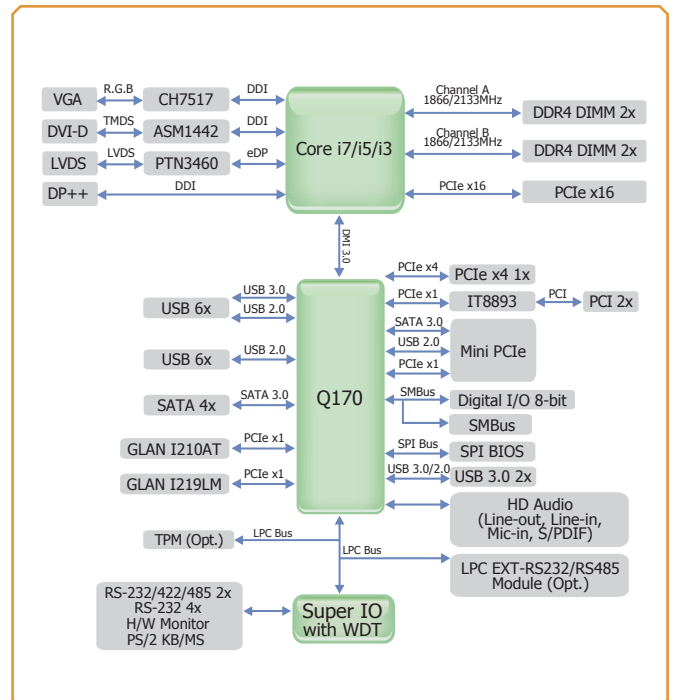 VGA
R.G.B
CH7517
DDI
DVI-D
TMDS
ASM1442
DDI
LVDS
LVDS
PTN3460
eDP
DP++
DDI
Core i7/i5/i3
Channel A
1866/2133MHz
DDR4 DIMM 2x
Channel B
1866/2133MHz
DDR4 DIMM 2x
PCIe x16
PCIe x16
DMI 3.0
Q170
USB 6x
USB 3.0
USB 2.0
USB 6x
USB 2.0
SATA 4x
SATA 3.0
GLAN I210AT
PCIe x1
GLAN I219LM
PCIe x1
PCIe x4
PCIe x4 1x
PCIe x1
IT8893
PCI
PCI 2x
SATA 3.0
USB 2.0
PCIe x1
Mini PCIe
SMBus
Digital I/O 8-bit
SMBus
SPI Bus
SPI BIOS
USB 3.0/2.0
USB 3.0 2x
HD Audio
(Line-out, Line-in,
Mic-in, S/PDIF)
TPM (Opt.)
LPC Bus
LPC Bus
LPC EXT-RS232/RS485
Module (Opt.)
RS-232/422/485 2x
RS-232 4x
H/W Monitor
PS/2 KB/MS
Super IO
with WDT